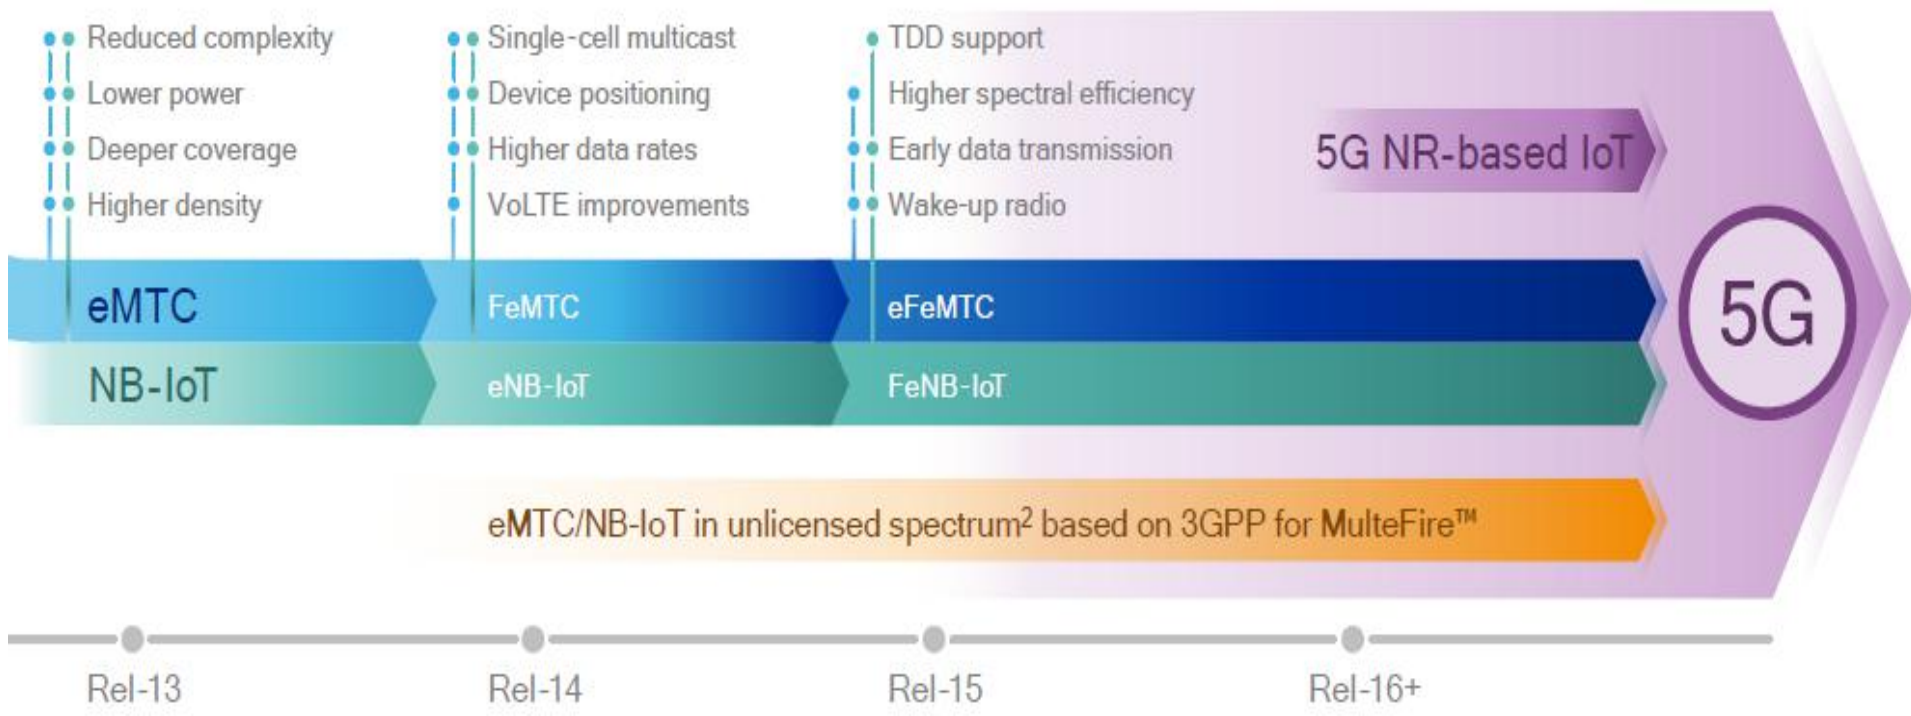 Reduced complexity
Lower power
Deeper coverage
Higher density
Single-cell multicast
Device positioning
Higher data rates
VoLTE improvements
TDD support
Higher spectral efficiency
Early data transmission
Wake-up radio
5G NR-based IoT
eMTC
FeMTC
eFeMTC
5G
NB-IoT
eNB-IoT
FeNB-IoT
eMTC/NB-IoT in unlicensed spectrum² based on 3GPP for MulteFire™
Rel-13
Rel-14
Rel-15
Rel-16+